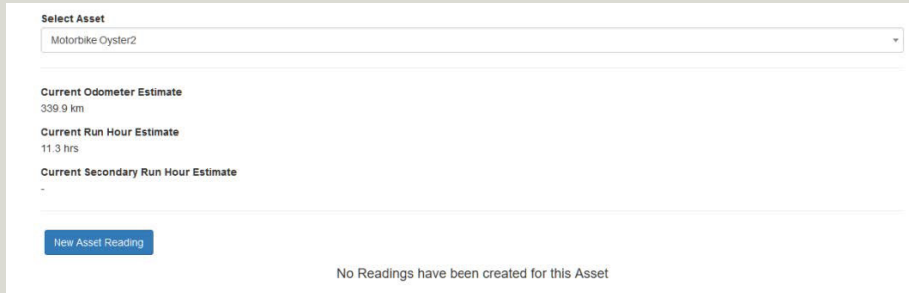 Select Asset
Motorbike Oyster2
Current Odometer Estimate
339.9 km
Current Run Hour Estimate
11.3 hrs
Current Secondary Run Hour Estimate
-
New Asset Reading
No Readings have been created for this Asset